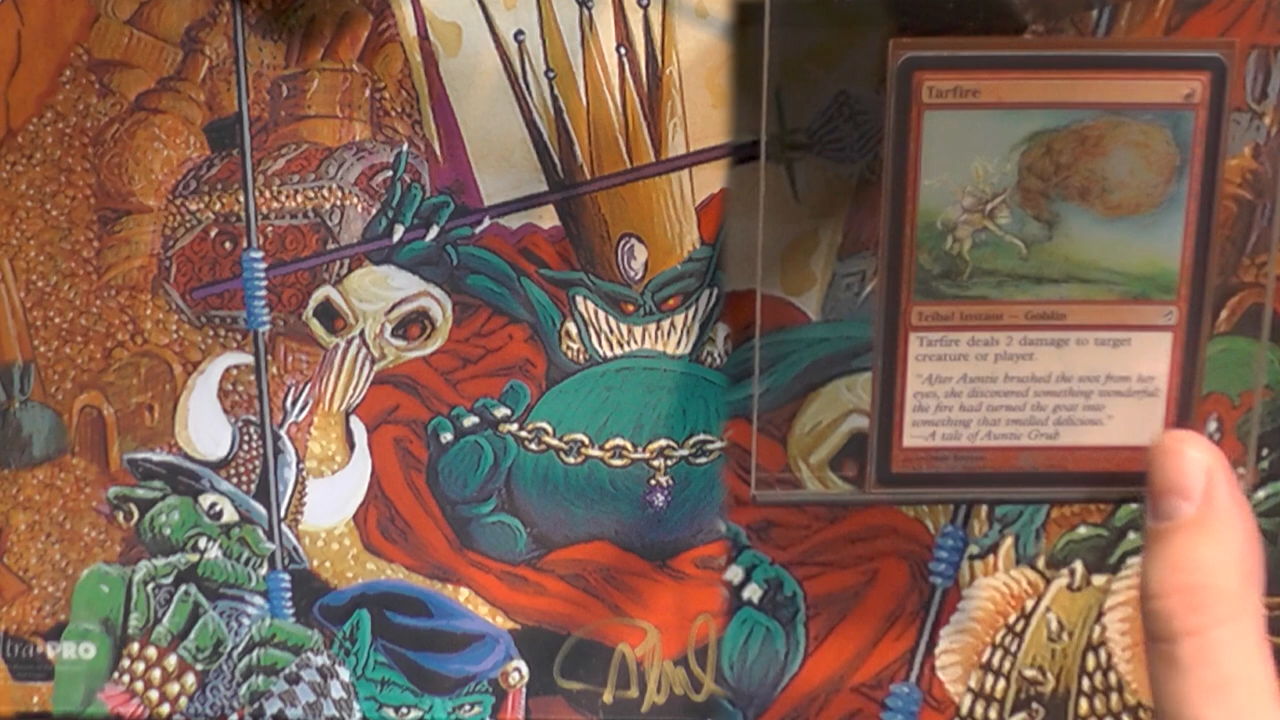 Tarfire
Tribal Instant — Goblin
Tarfire deals 2 damage to target
creature or player.
"After Auntie brushed the soot from her
eyes, she discovered something wonderful:
the fire had turned the goat into
something that smelled delicious."
—A tale of Auntie Grub
tra·PRO